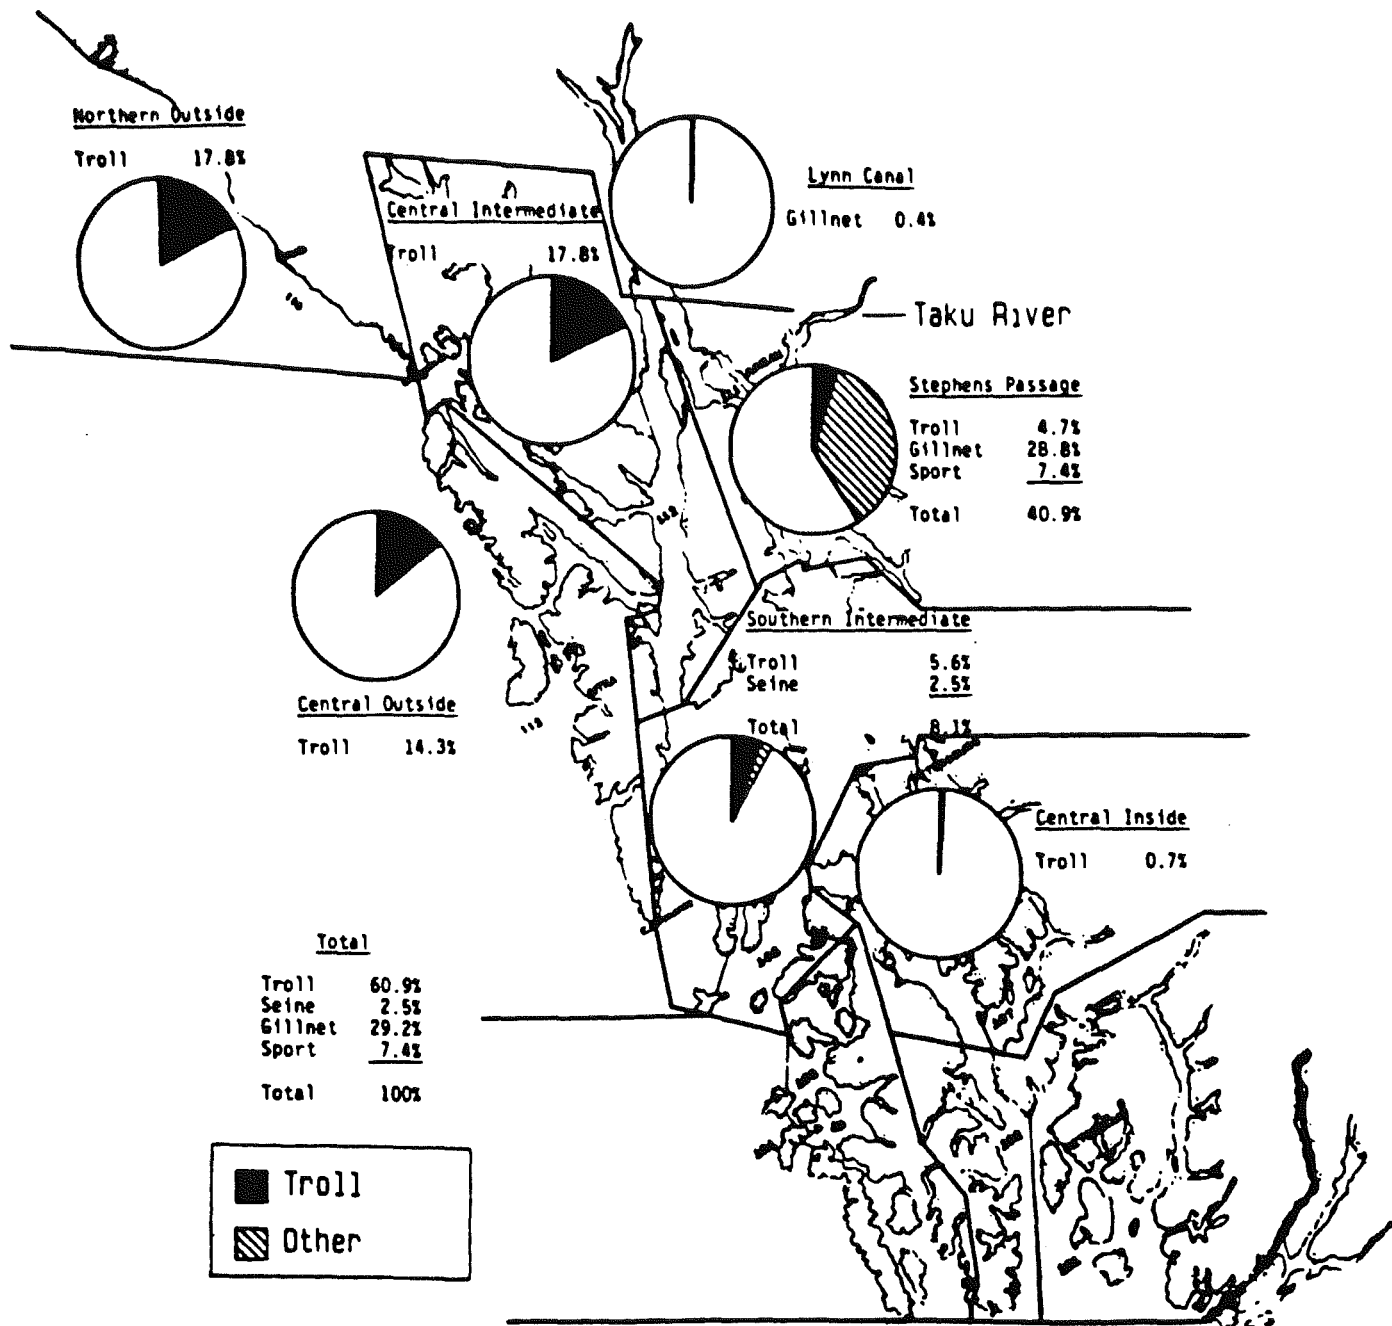 Northern Outside
Troll 17.8%
Central Intermediate
Troll 17.8%
Lynn Canal
Gillnet 0.4%
Taku River
Stephens Passage
Troll 4.7%
Gillnet 28.8%
Sport 7.4%
Total 40.9%
Central Outside
Troll 14.3%
112
113
Southern Intermediate
Troll 5.6%
Seine 2.5%
Total 8.1%
Central Inside
Troll 0.7%
Total
Troll 60.9%
Seine 2.5%
Gillnet 29.2%
Sport 7.4%
Total 100%
Troll
Other